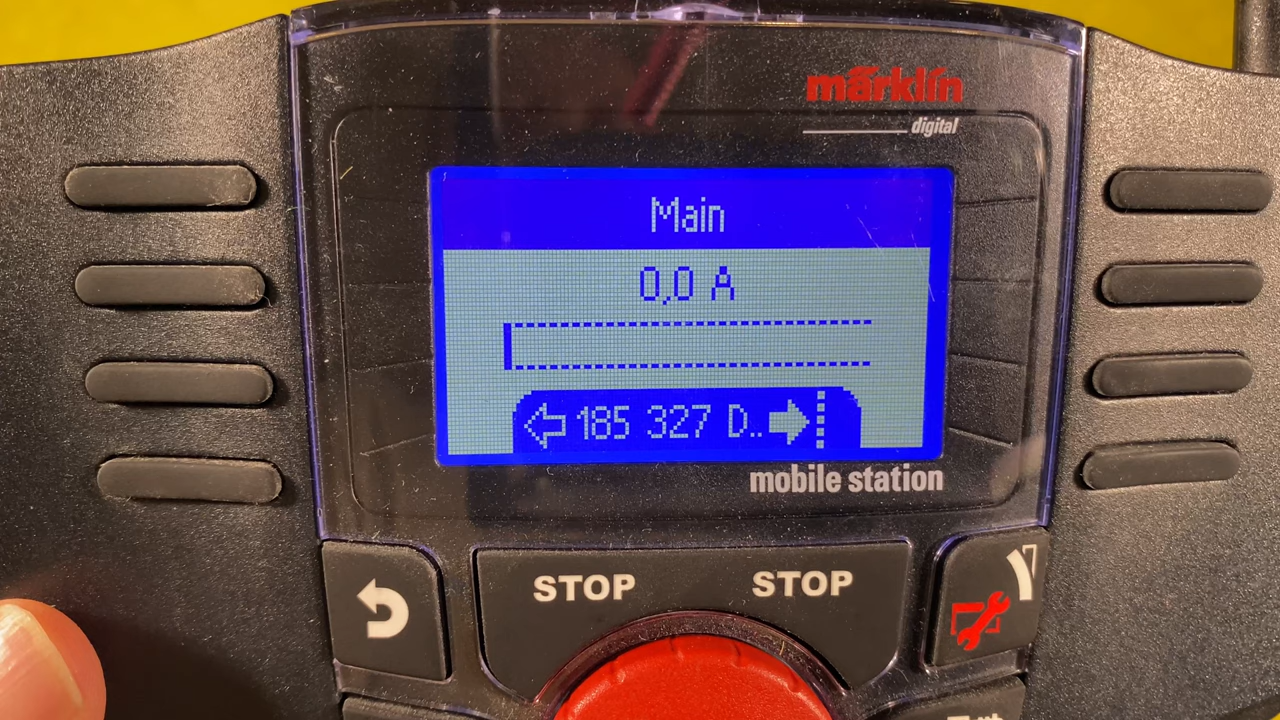 märklin
digital
Main
0,0 A
185 327 D..
mobile station
STOP STOP